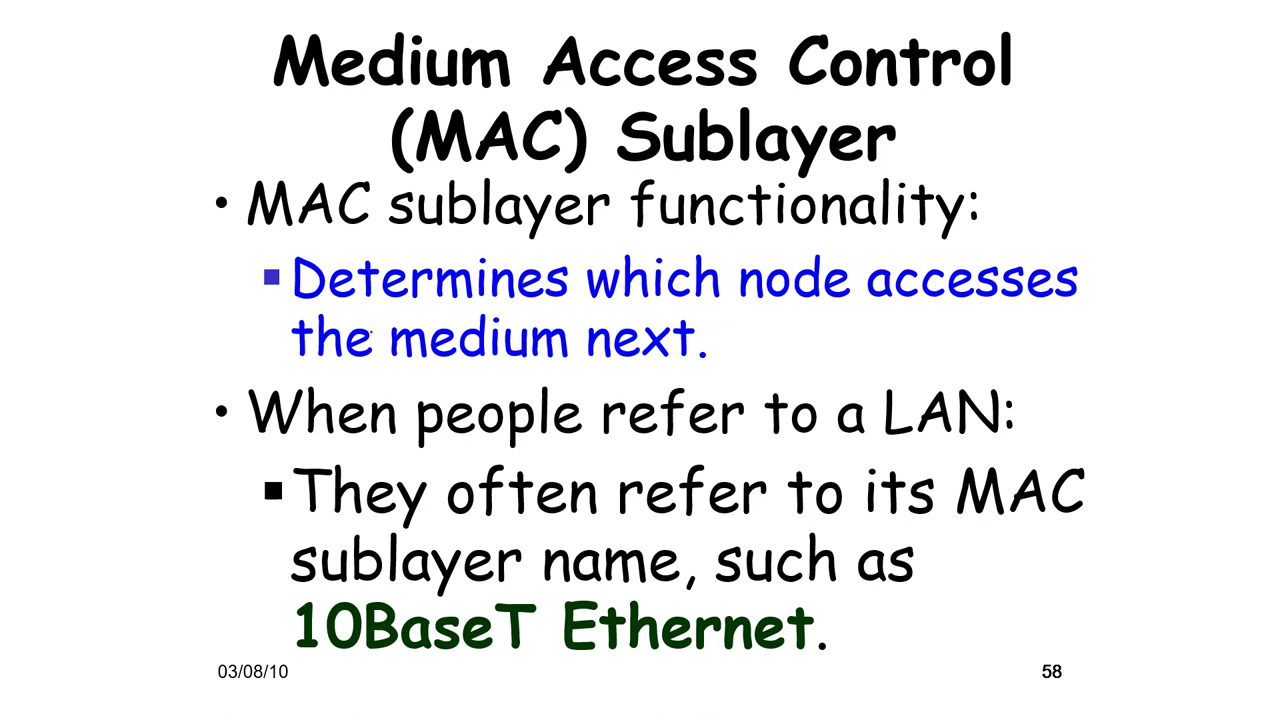 Medium Access Control
(MAC) Sublayer
• MAC sublayer functionality:
▪ Determines which node accesses
the medium next.
• When people refer to a LAN:
▪ They often refer to its MAC
sublayer name, such as
10BaseT Ethernet.
03/08/10 58